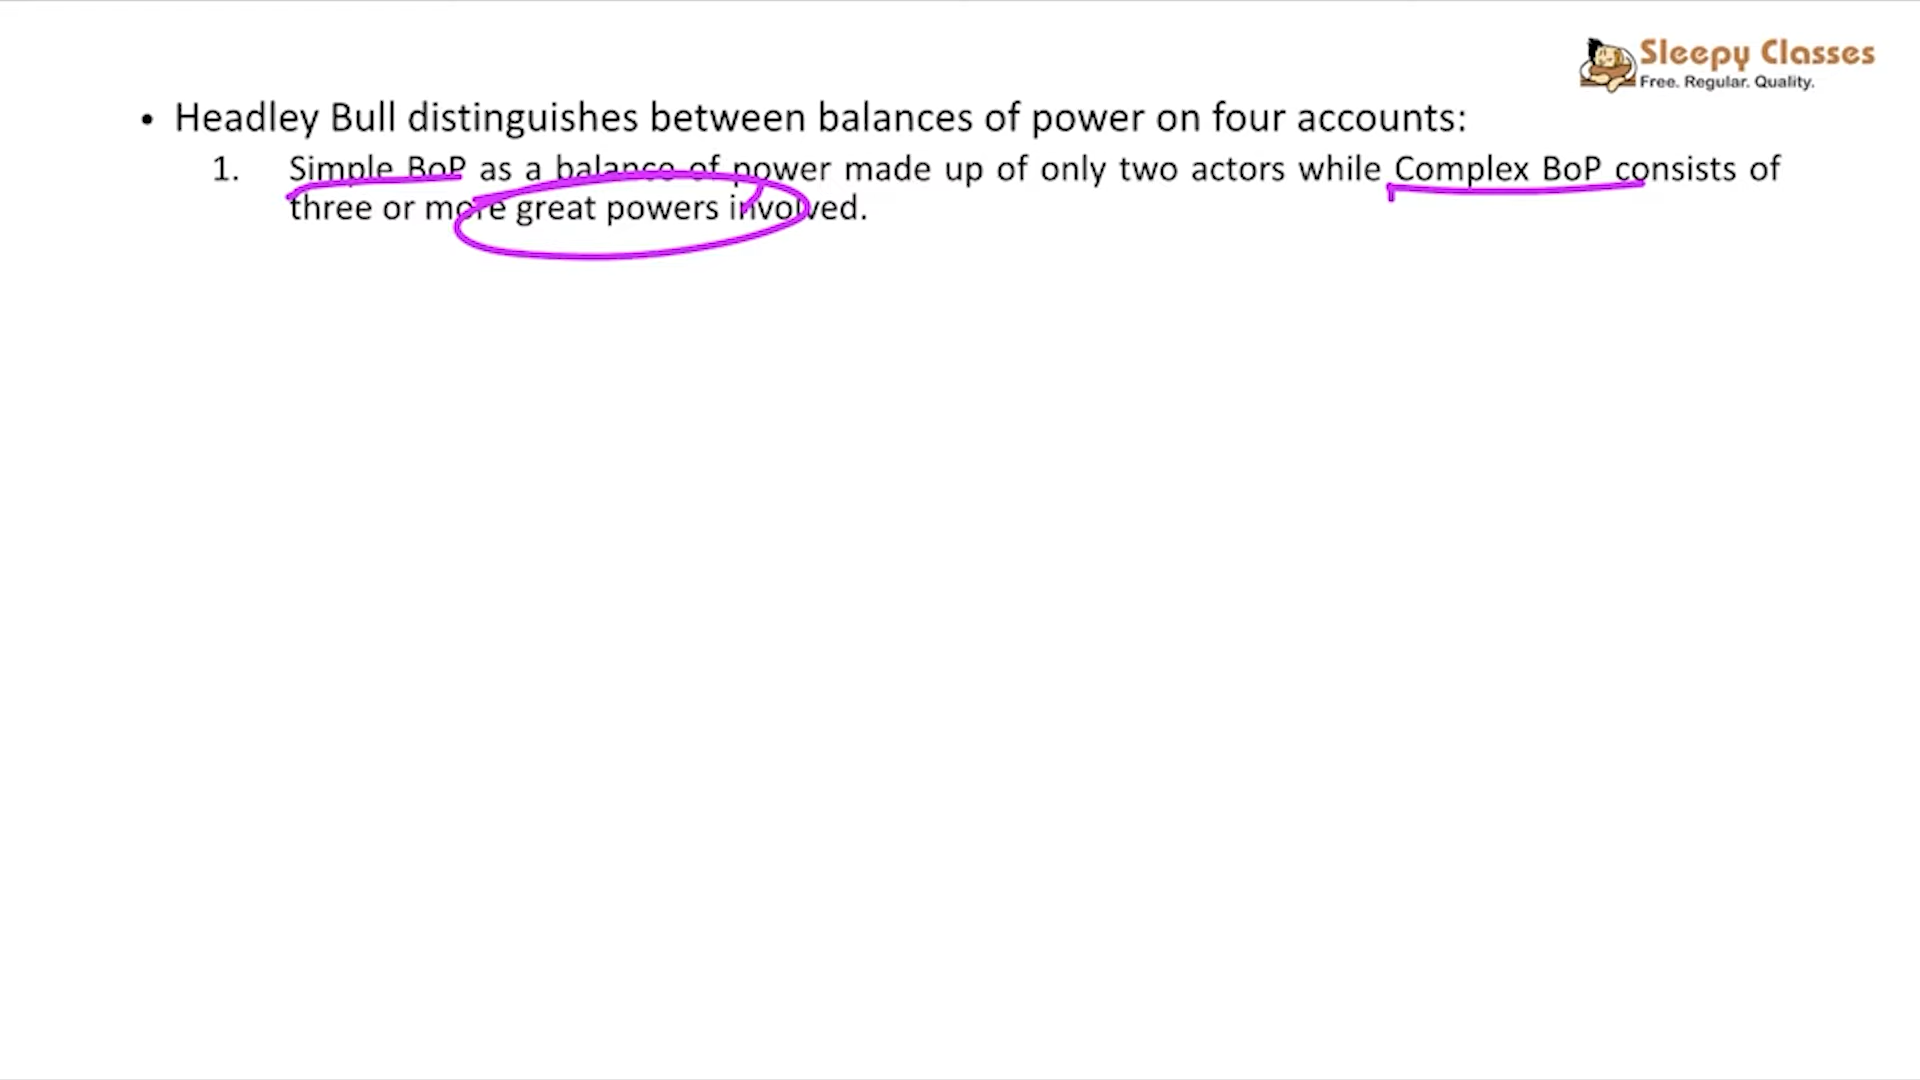 Sleepy Classes
Free. Regular. Quality.
• Headley Bull distinguishes between balances of power on four accounts:
1. Simple BoP as a balance of power made up of only two actors while Complex BoP consists of
three or more great powers involved.